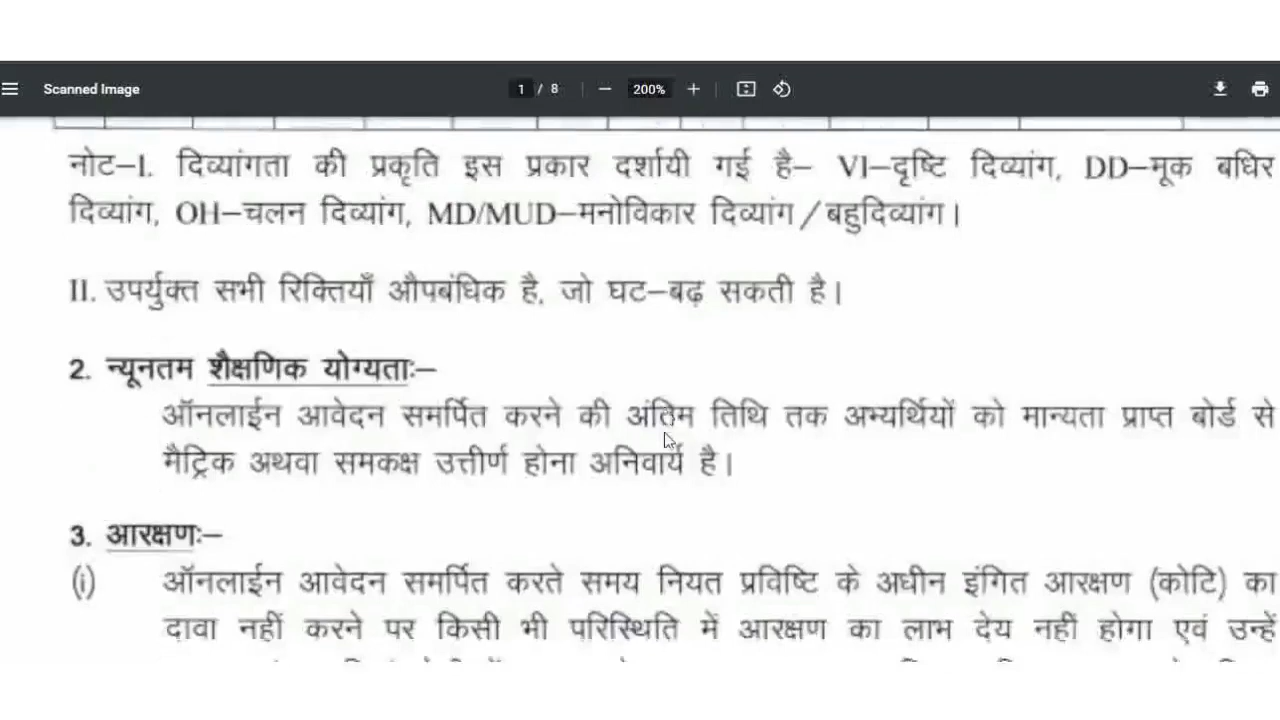 Scanned Image
1 / 8
200%
नोट–I. दिव्यांगता की प्रकृति इस प्रकार दर्शायी गई है– VI–दृष्टि दिव्यांग, DD–मूक बधिर
दिव्यांग, OH–चलन दिव्यांग, MD/MUD–मनोविकार दिव्यांग/बहुदिव्यांग।
II. उपर्युक्त सभी रिक्तियाँ औपबंधिक है, जो घट–बढ़ सकती है।
2. न्यूनतम शैक्षणिक योग्यताः–
ऑनलाईन आवेदन समर्पित करने की अंतिम तिथि तक अभ्यर्थियों को मान्यता प्राप्त बोर्ड से
मैट्रिक अथवा समकक्ष उत्तीर्ण होना अनिवार्य है।
3. आरक्षणः–
(i) ऑनलाईन आवेदन समर्पित करते समय नियत प्रविष्टि के अधीन इंगित आरक्षण (कोटि) का
दावा नहीं करने पर किसी भी परिस्थिति में आरक्षण का लाभ देय नहीं होगा एवं उन्हें